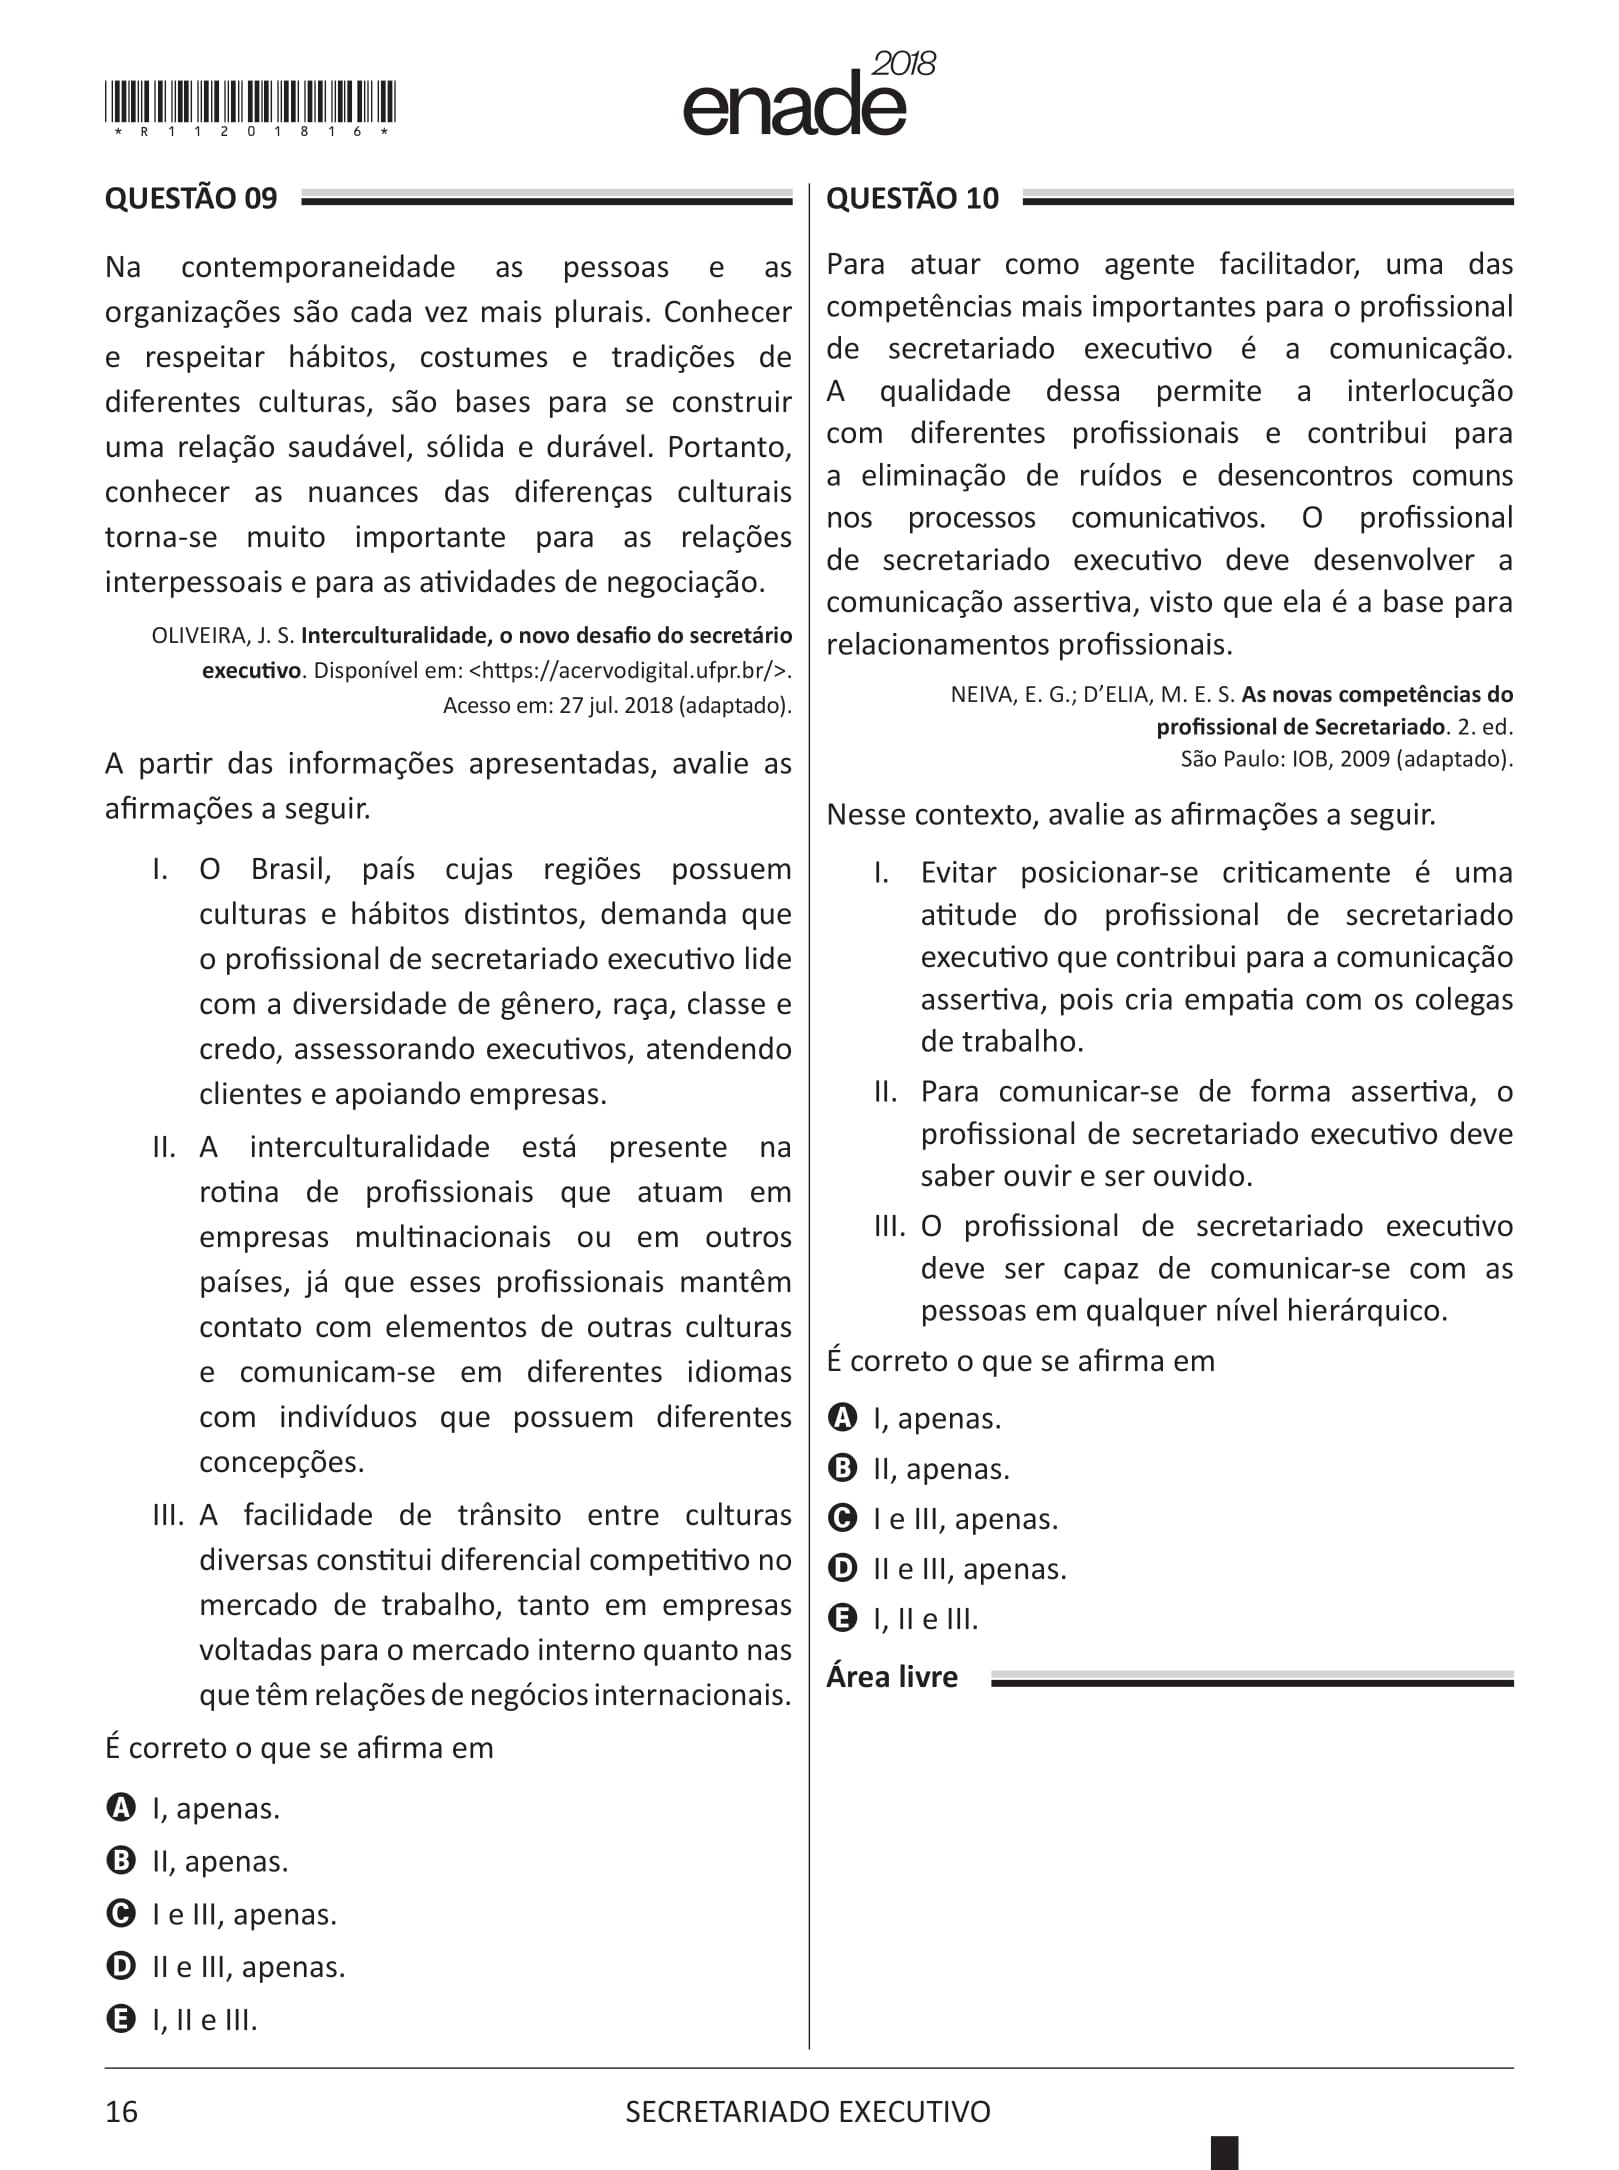 *R11201816*
enade2018
QUESTÃO 09
Na contemporaneidade as pessoas e as
organizações são cada vez mais plurais. Conhecer
e respeitar hábitos, costumes e tradições de
diferentes culturas, são bases para se construir
uma relação saudável, sólida e durável. Portanto,
conhecer as nuances das diferenças culturais
torna-se muito importante para as relações
interpessoais e para as atividades de negociação.
OLIVEIRA, J. S. Interculturalidade, o novo desafio do secretário
executivo. Disponível em: <https://acervodigital.ufpr.br/>.
Acesso em: 27 jul. 2018 (adaptado).
A partir das informações apresentadas, avalie as
afirmações a seguir.
I. O Brasil, país cujas regiões possuem
culturas e hábitos distintos, demanda que
o profissional de secretariado executivo lide
com a diversidade de gênero, raça, classe e
credo, assessorando executivos, atendendo
clientes e apoiando empresas.
II. A interculturalidade está presente na
rotina de profissionais que atuam em
empresas multinacionais ou em outros
países, já que esses profissionais mantêm
contato com elementos de outras culturas
e comunicam-se em diferentes idiomas
com indivíduos que possuem diferentes
concepções.
III. A facilidade de trânsito entre culturas
diversas constitui diferencial competitivo no
mercado de trabalho, tanto em empresas
voltadas para o mercado interno quanto nas
que têm relações de negócios internacionais.
É correto o que se afirma em
A I, apenas.
B II, apenas.
C I e III, apenas.
D II e III, apenas.
E I, II e III.
QUESTÃO 10
Para atuar como agente facilitador, uma das
competências mais importantes para o profissional
de secretariado executivo é a comunicação.
A qualidade dessa permite a interlocução
com diferentes profissionais e contribui para
a eliminação de ruídos e desencontros comuns
nos processos comunicativos. O profissional
de secretariado executivo deve desenvolver a
comunicação assertiva, visto que ela é a base para
relacionamentos profissionais.
NEIVA, E. G.; D’ELIA, M. E. S. As novas competências do
profissional de Secretariado. 2. ed.
São Paulo: IOB, 2009 (adaptado).
Nesse contexto, avalie as afirmações a seguir.
I. Evitar posicionar-se criticamente é uma
atitude do profissional de secretariado
executivo que contribui para a comunicação
assertiva, pois cria empatia com os colegas
de trabalho.
II. Para comunicar-se de forma assertiva, o
profissional de secretariado executivo deve
saber ouvir e ser ouvido.
III. O profissional de secretariado executivo
deve ser capaz de comunicar-se com as
pessoas em qualquer nível hierárquico.
É correto o que se afirma em
A I, apenas.
B II, apenas.
C I e III, apenas.
D II e III, apenas.
E I, II e III.
Área livre
16
SECRETARIADO EXECUTIVO